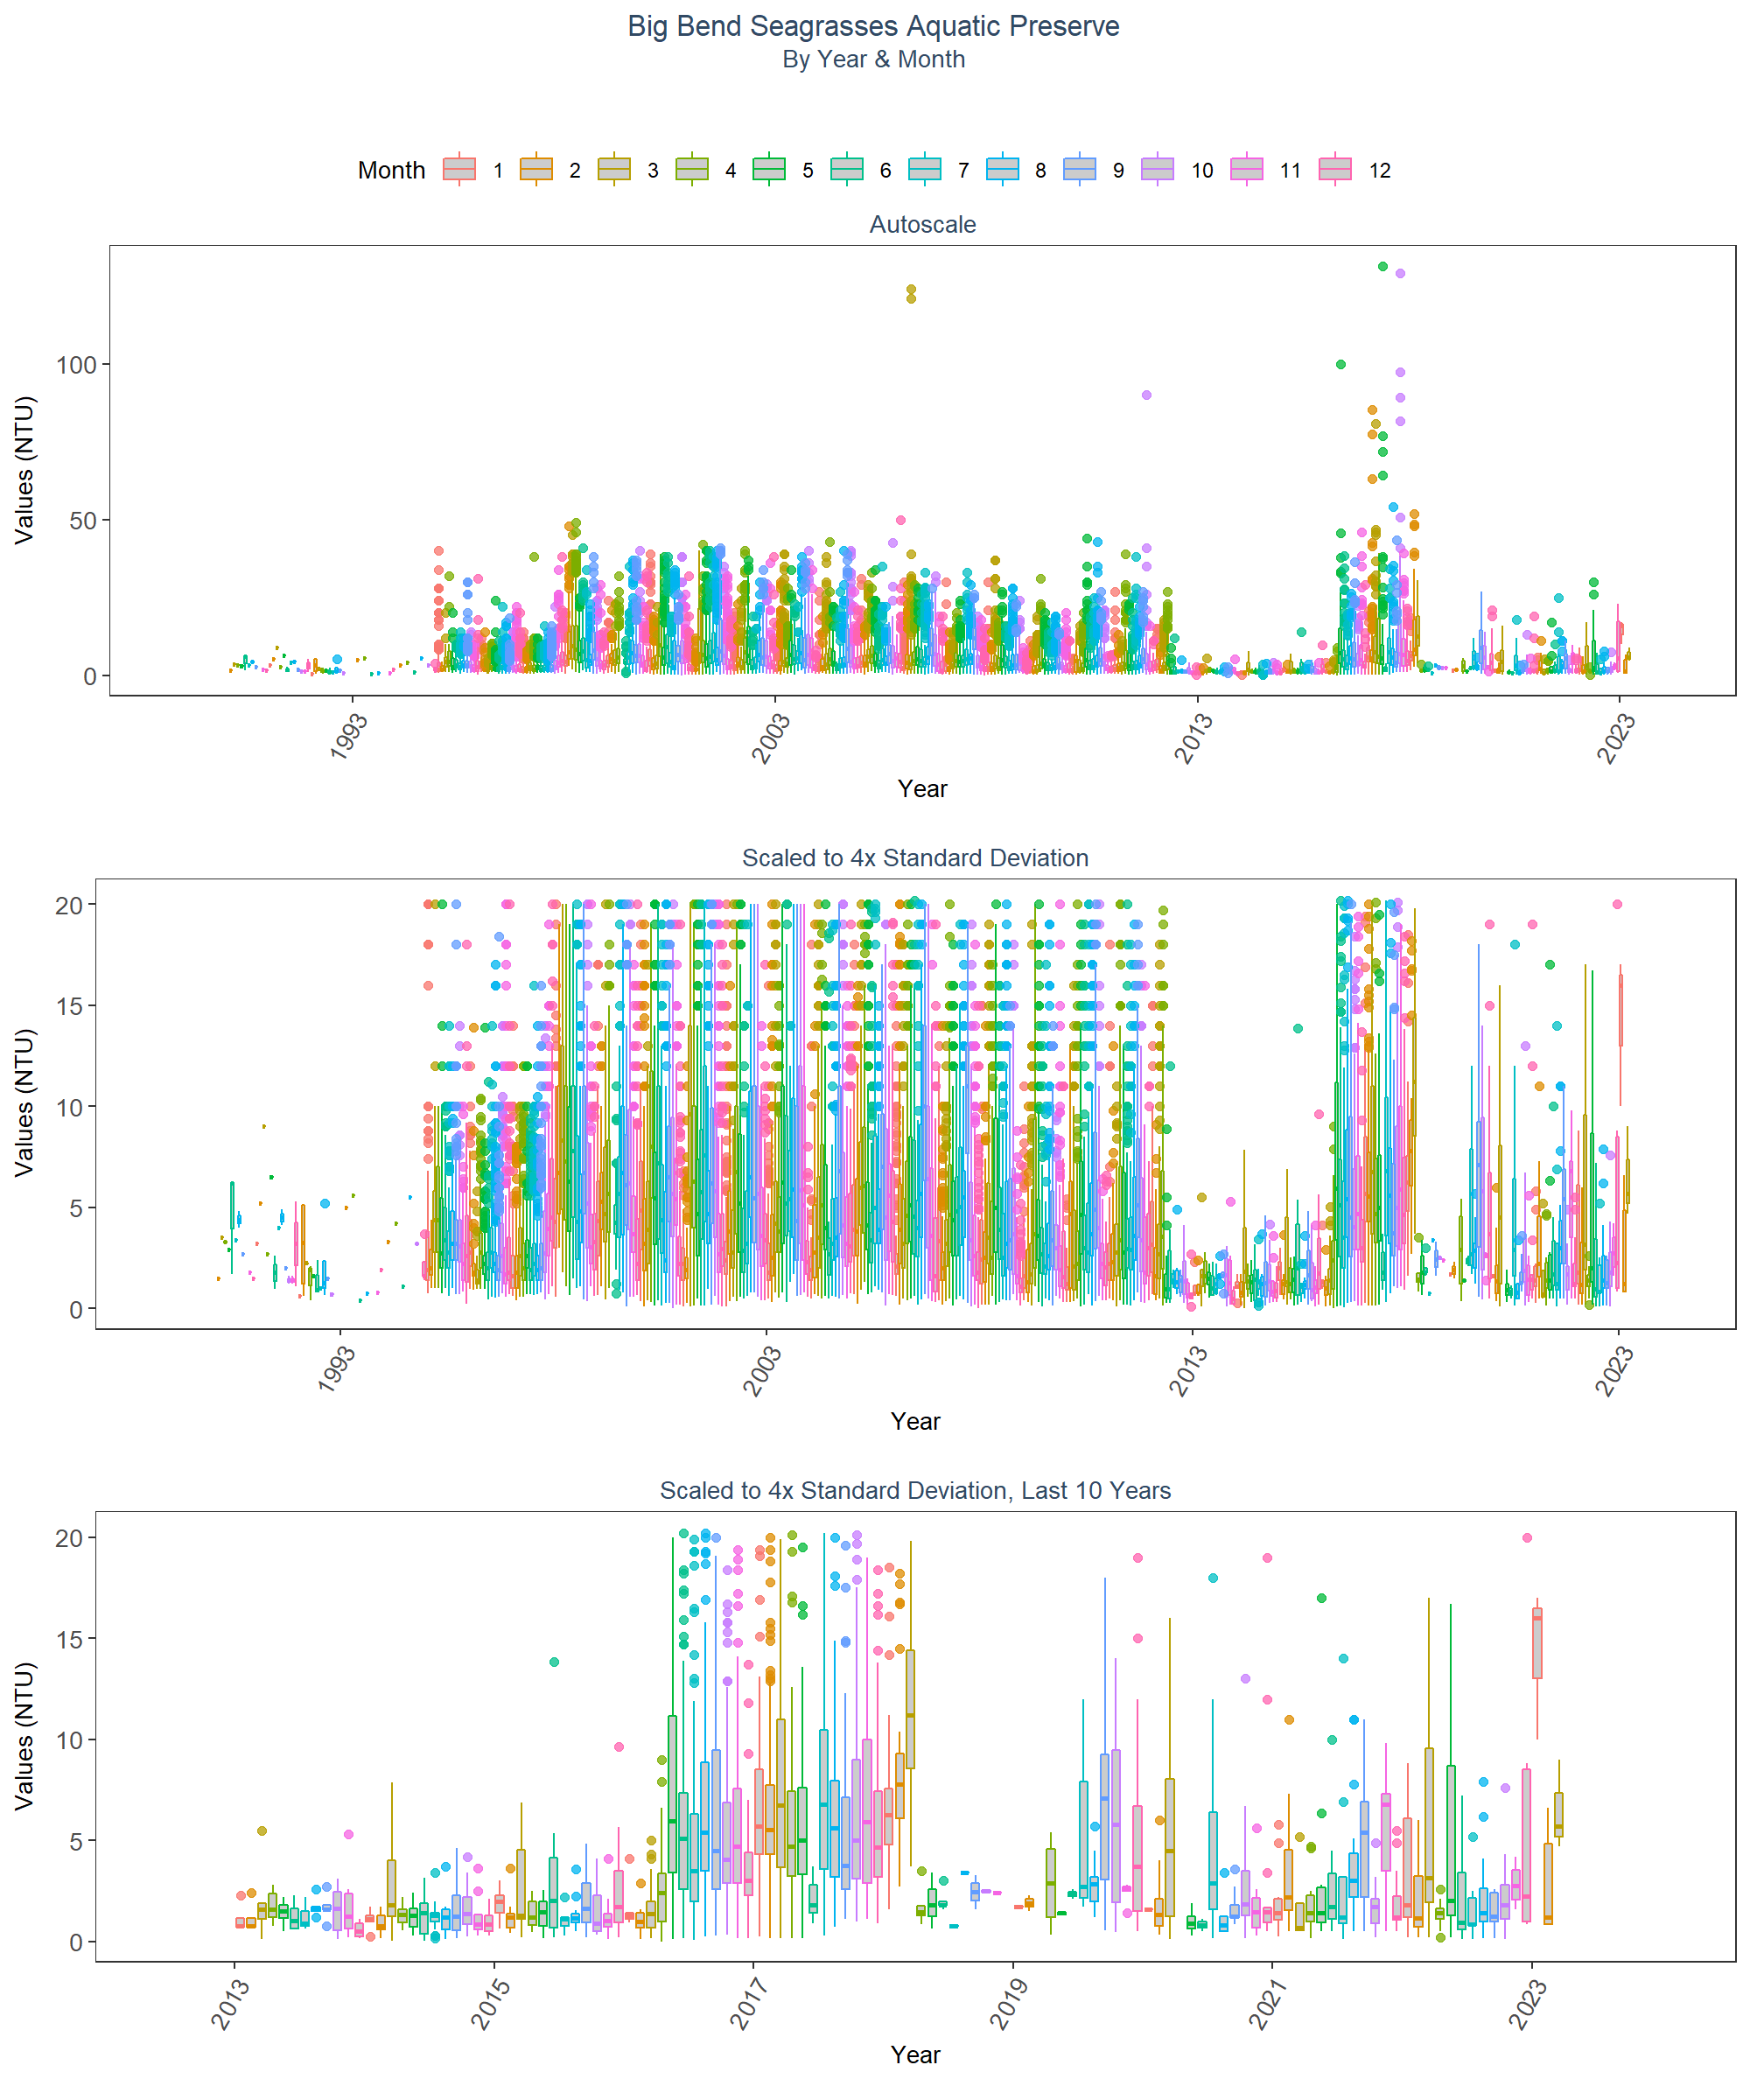 Big Bend Seagrasses Aquatic Preserve
By Year & Month
Month 1 2 3 4 5 6 7 8 9 10 11 12
Autoscale
Values (NTU)
100
50
0
1993 2003 2013 2023
Year
Scaled to 4x Standard Deviation
Values (NTU)
20
15
10
5
0
1993 2003 2013 2023
Year
Scaled to 4x Standard Deviation, Last 10 Years
Values (NTU)
20
15
10
5
0
2013 2015 2017 2019 2021 2023
Year